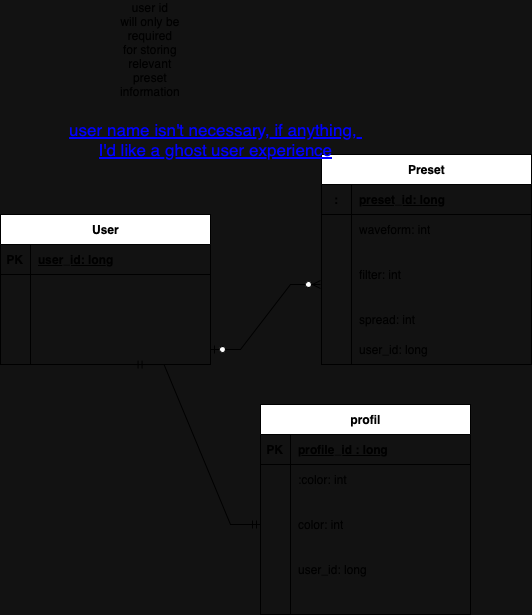 user id
will only be
required
for storing
relevant
preset
information
user name isn't necessary, if anything,
I'd like a ghost user experience
Preset
: preset_id: long
waveform: int
filter: int
spread: int
user_id: long
User
PK user_id: long
profil
PK profile_id : long
:color: int
color: int
user_id: long